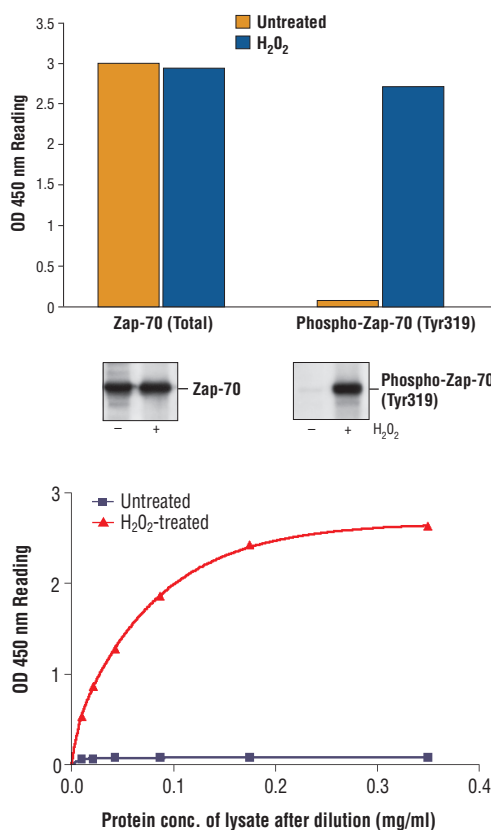 Untreated
H₂O₂
OD 450 nm Reading
3.5
3
2.5
2
1.5
1
0.5
0
Zap-70 (Total) Phospho-Zap-70 (Tyr319)
Zap-70
Phospho-Zap-70
(Tyr319)
– + – + H₂O₂
Untreated
H₂O₂-treated
OD 450 nm Reading
3
2
1
0
0.0 0.1 0.2 0.3 0.4
Protein conc. of lysate after dilution (mg/ml)